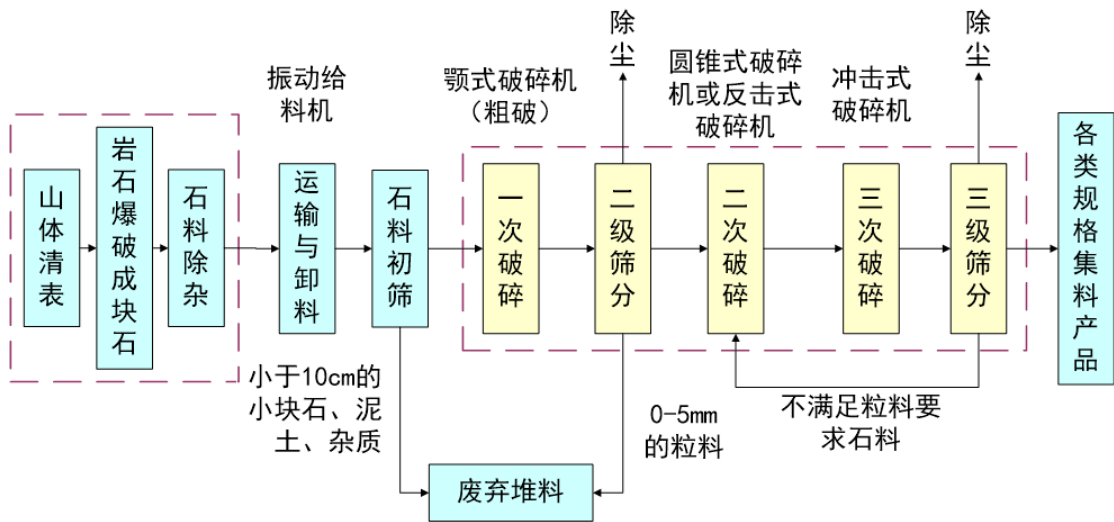 除尘
除尘
振动给
料机
颚式破碎机
（粗破）
圆锥式破碎
机或反击式
破碎机
冲击式
破碎机
山体清表
岩石爆破成块石
石料除杂
运输与卸料
石料初筛
一次破碎
二级筛分
二次破碎
三次破碎
三级筛分
各类规格集料产品
小于10cm的
小块石、泥
土、杂质
0-5mm
的粒料
不满足粒料要
求石料
废弃堆料